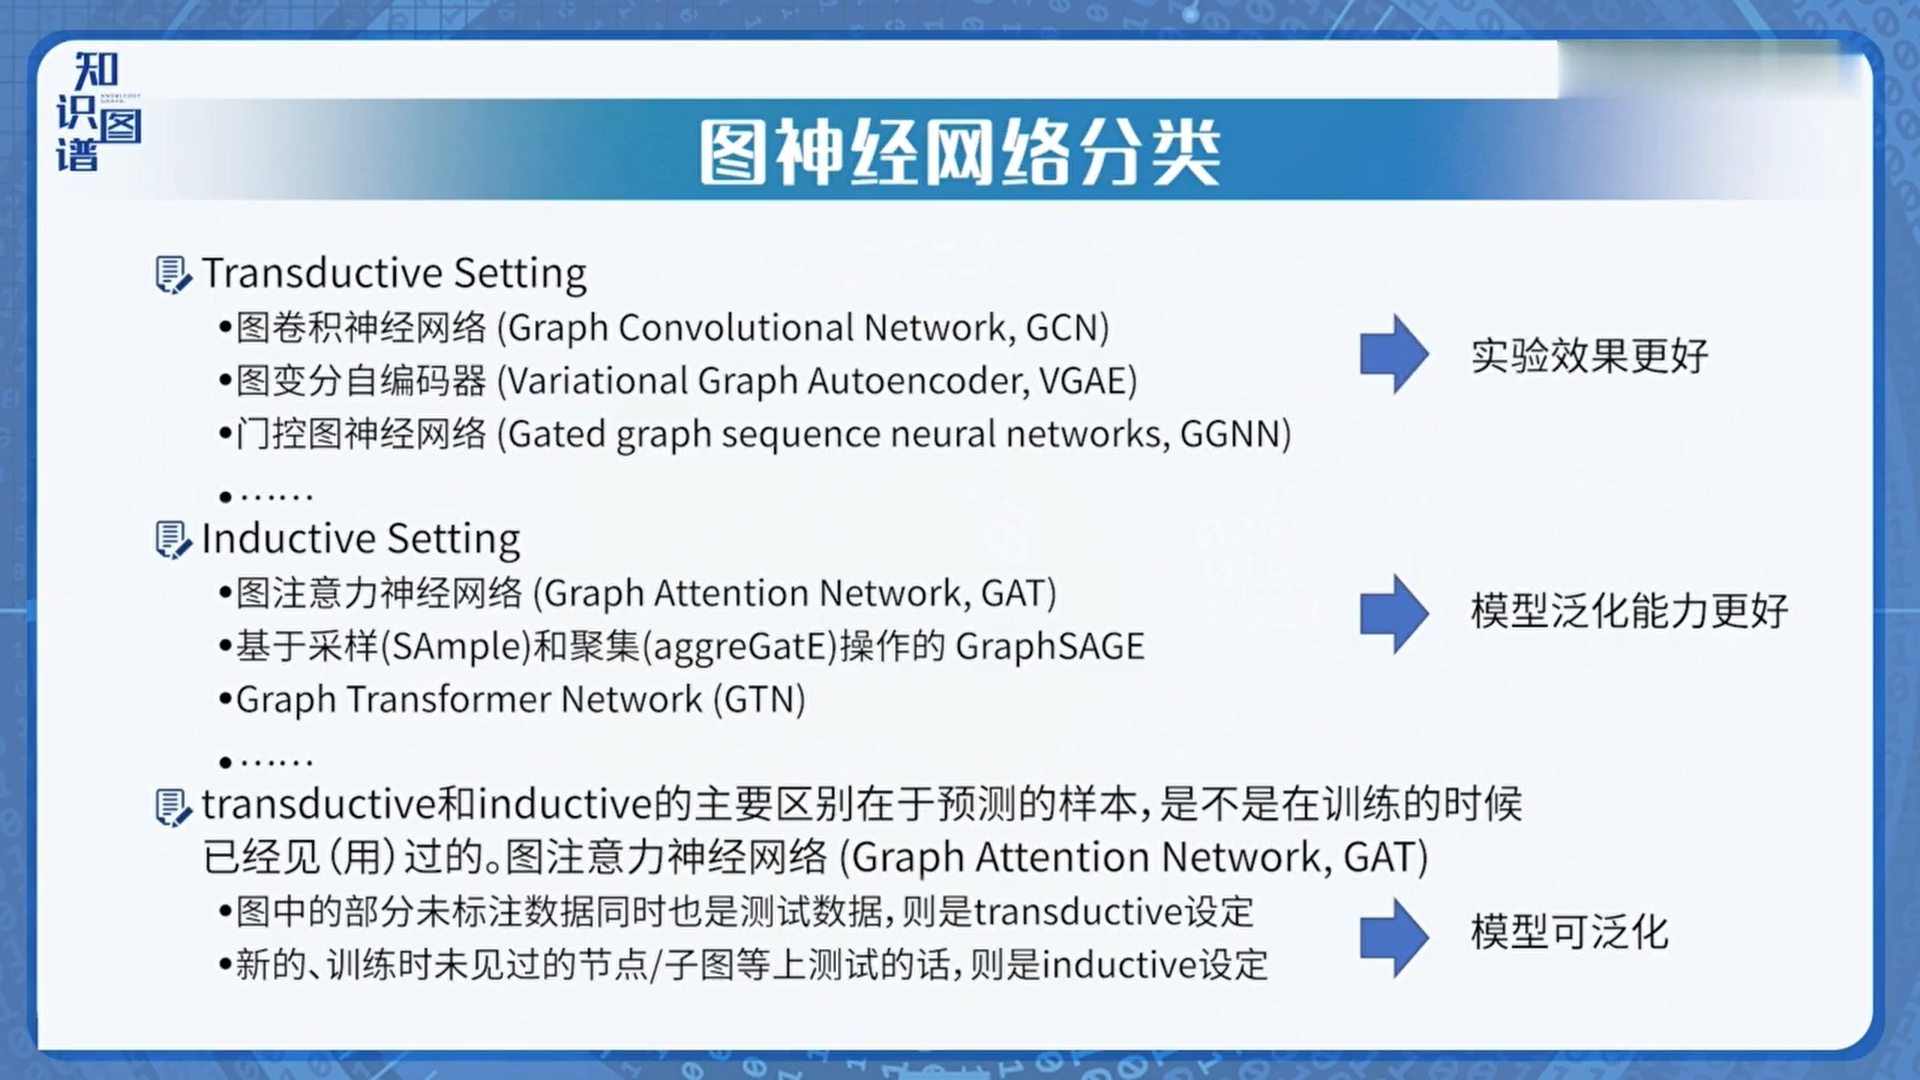 知识图谱
图神经网络分类
Transductive Setting
•图卷积神经网络 (Graph Convolutional Network, GCN)
•图变分自编码器 (Variational Graph Autoencoder, VGAE)
•门控图神经网络 (Gated graph sequence neural networks, GGNN)
•……
实验效果更好
Inductive Setting
•图注意力神经网络 (Graph Attention Network, GAT)
•基于采样(SAmple)和聚集(aggreGatE)操作的 GraphSAGE
•Graph Transformer Network (GTN)
•……
模型泛化能力更好
transductive和inductive的主要区别在于预测的样本，是不是在训练的时候
已经见（用）过的。图注意力神经网络 (Graph Attention Network, GAT)
•图中的部分未标注数据同时也是测试数据，则是transductive设定
•新的、训练时未见过的节点/子图等上测试的话，则是inductive设定
模型可泛化